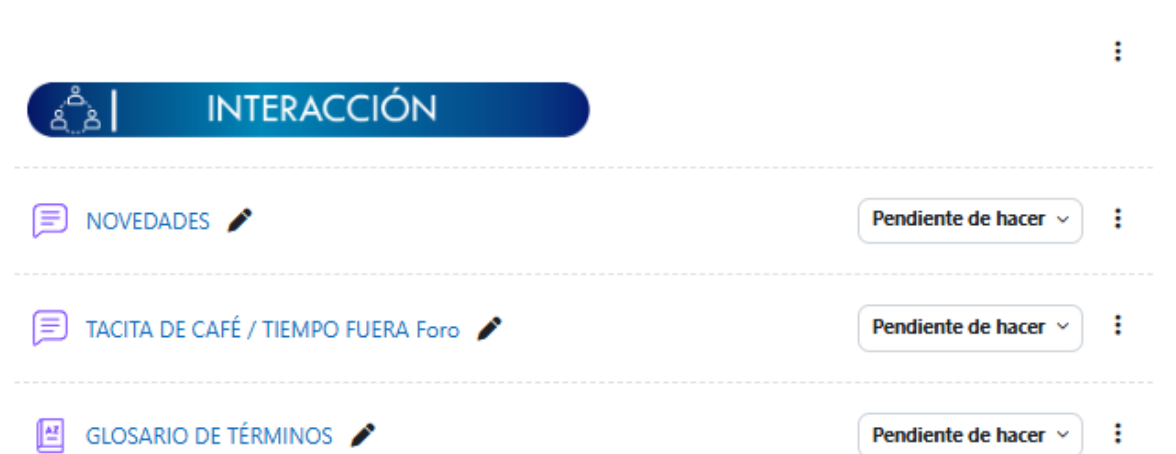 INTERACCIÓN
NOVEDADES Pendiente de hacer
TACITA DE CAFÉ / TIEMPO FUERA Foro Pendiente de hacer
GLOSARIO DE TÉRMINOS Pendiente de hacer